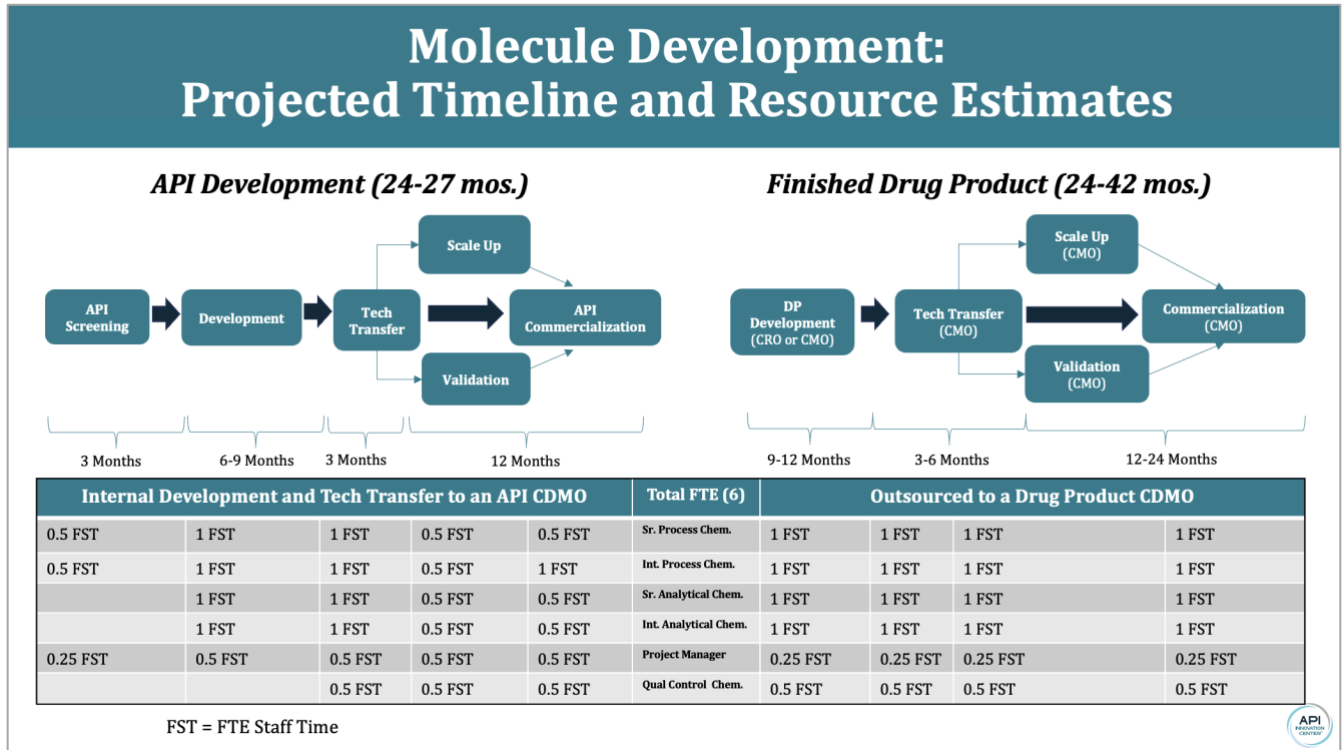 Molecule Development:
Projected Timeline and Resource Estimates
API Development (24-27 mos.)
Finished Drug Product (24-42 mos.)
API
Screening
Development
Tech
Transfer
Scale Up
Validation
API
Commercialization
DP
Development
(CRO or CMO)
Tech Transfer
(CMO)
Scale Up
(CMO)
Validation
(CMO)
Commercialization
(CMO)
3 Months
6-9 Months
3 Months
12 Months
9-12 Months
3-6 Months
12-24 Months
Internal Development and Tech Transfer to an API CDMO Total FTE (6) Outsourced to a Drug Product CDMO
0.5 FST 1 FST 1 FST 0.5 FST 0.5 FST Sr. Process Chem. 1 FST 1 FST 1 FST 1 FST
0.5 FST 1 FST 1 FST 0.5 FST 1 FST Int. Process Chem. 1 FST 1 FST 1 FST 1 FST
1 FST 1 FST 0.5 FST 0.5 FST Sr. Analytical Chem. 1 FST 1 FST 1 FST 1 FST
1 FST 1 FST 0.5 FST 0.5 FST Int. Analytical Chem. 1 FST 1 FST 1 FST 1 FST
0.25 FST 0.5 FST 0.5 FST 0.5 FST 0.5 FST Project Manager 0.25 FST 0.25 FST 0.25 FST 0.25 FST
0.5 FST 0.5 FST 0.5 FST Qual Control Chem. 0.5 FST 0.5 FST 0.5 FST 0.5 FST
FST = FTE Staff Time
API
INNOVATION
CENTER